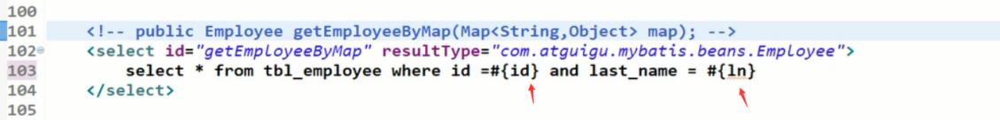 100
101 <!-- public Employee getEmployeeByMap(Map<String,Object> map); -->
102 <select id="getEmployeeByMap" resultType="com.atguigu.mybatis.beans.Employee">
103 select * from tbl_employee where id =#{id} and last_name = #{ln}
104 </select>
105